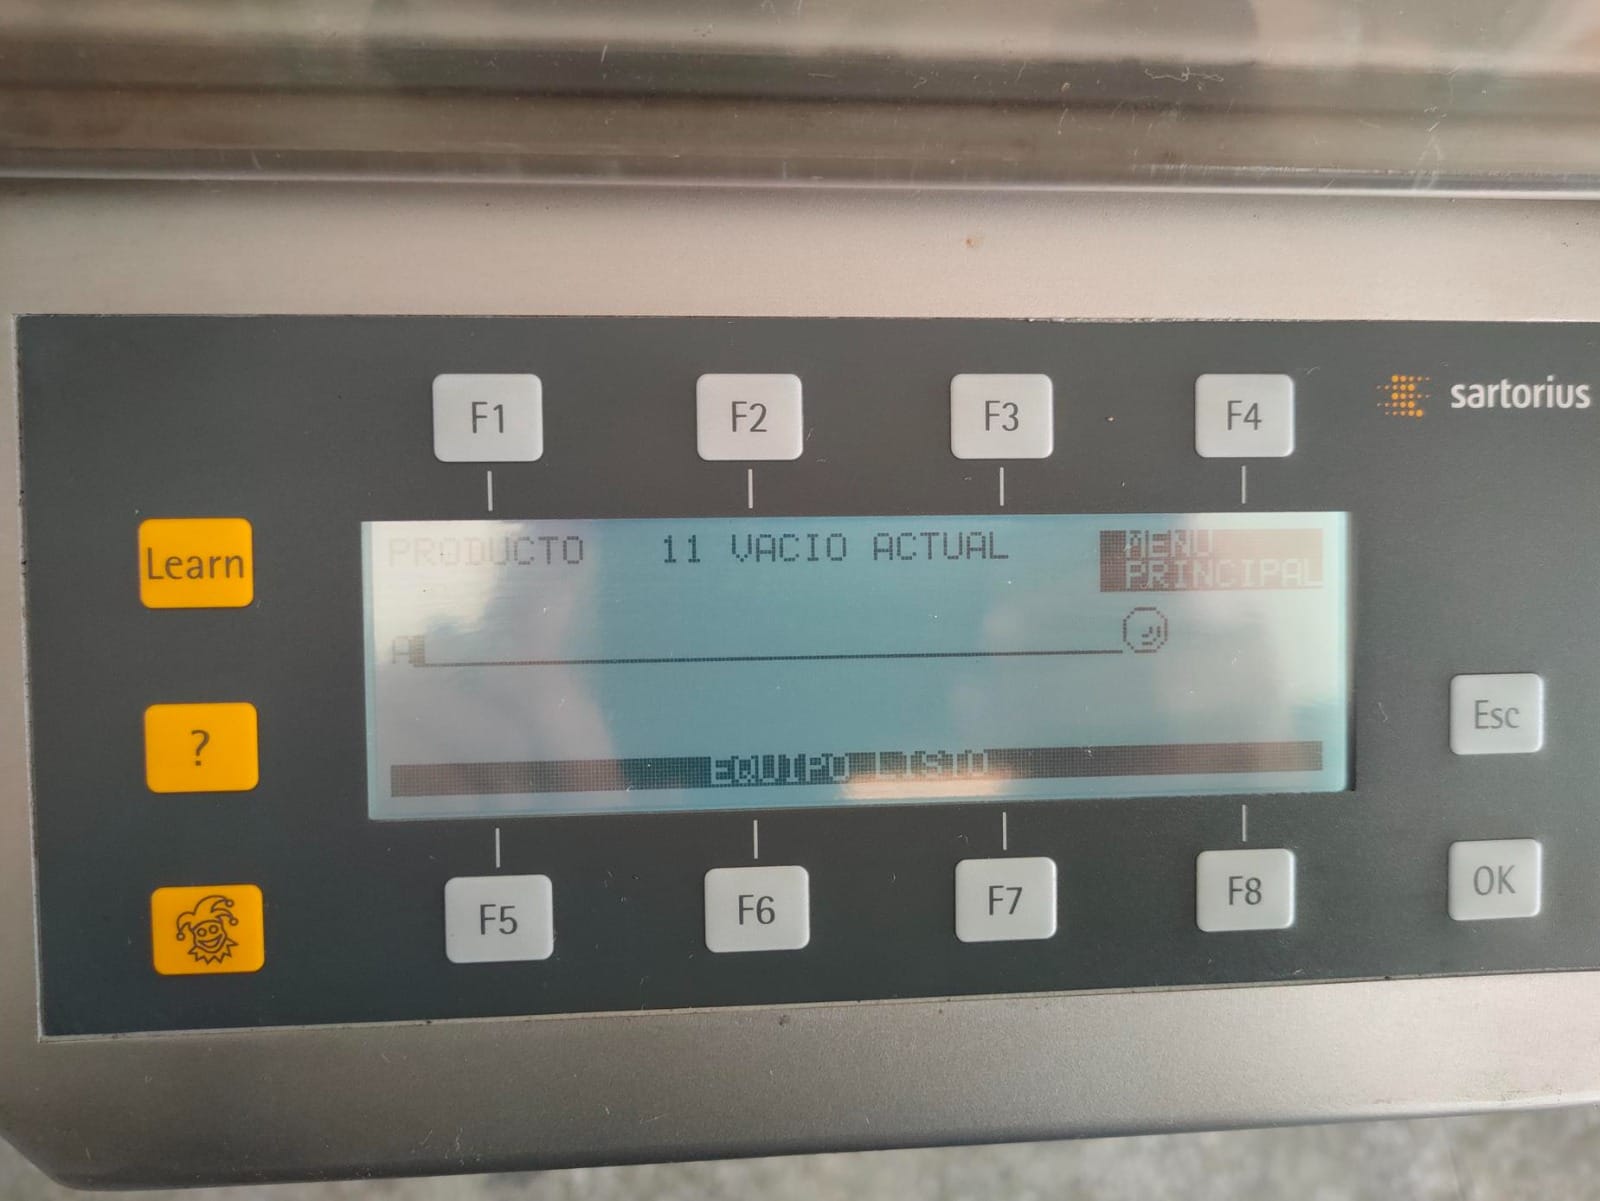 F1 F2 F3 F4
sartorius
Learn
PRODUCTO 11 VACIO ACTUAL
MENU
PRINCIPAL
A
?
Esc
EQUIPO LISTO
OK
F5 F6 F7 F8